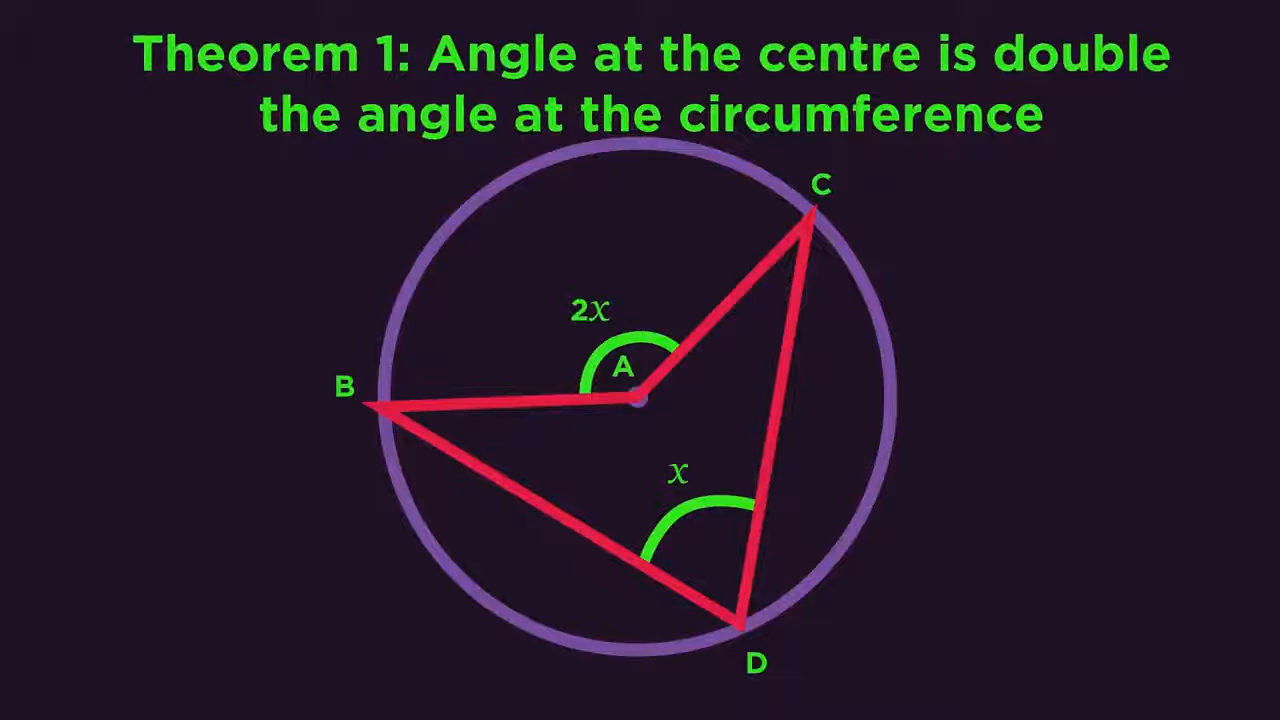 Theorem 1: Angle at the centre is double
the angle at the circumference
C
2x
A
B
x
D